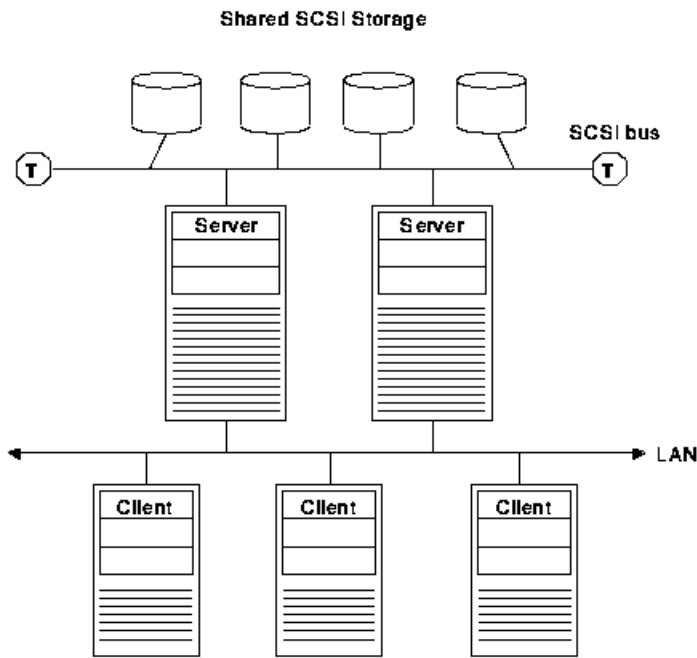 Shared SCSI Storage
SCSI bus
T
T
Server
Server
LAN
Client
Client
Client